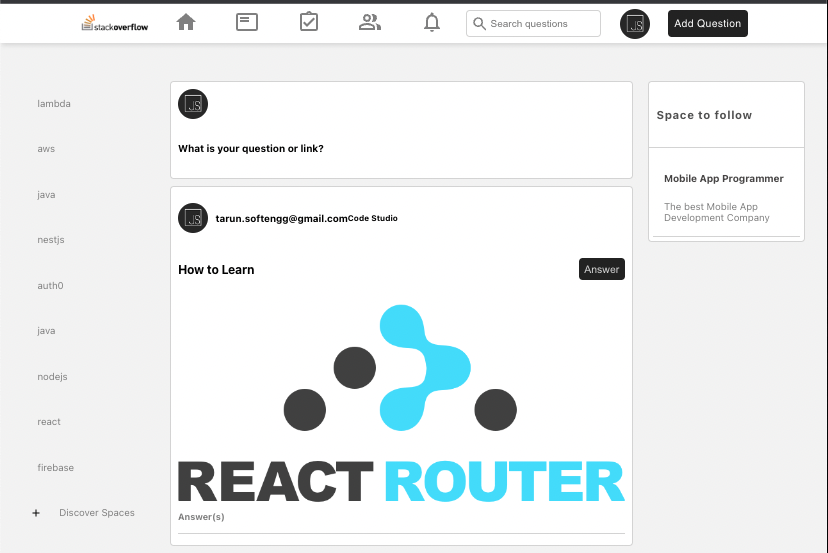 stackoverflow
Search questions
JS
Add Question
lambda
aws
java
nestjs
auth0
java
nodejs
react
firebase
+ Discover Spaces
JS
What is your question or link?
JS
tarun.softengg@gmail.comCode Studio
How to Learn
Answer
REACT ROUTER
Answer(s)
Space to follow
Mobile App Programmer
The best Mobile App
Development Company